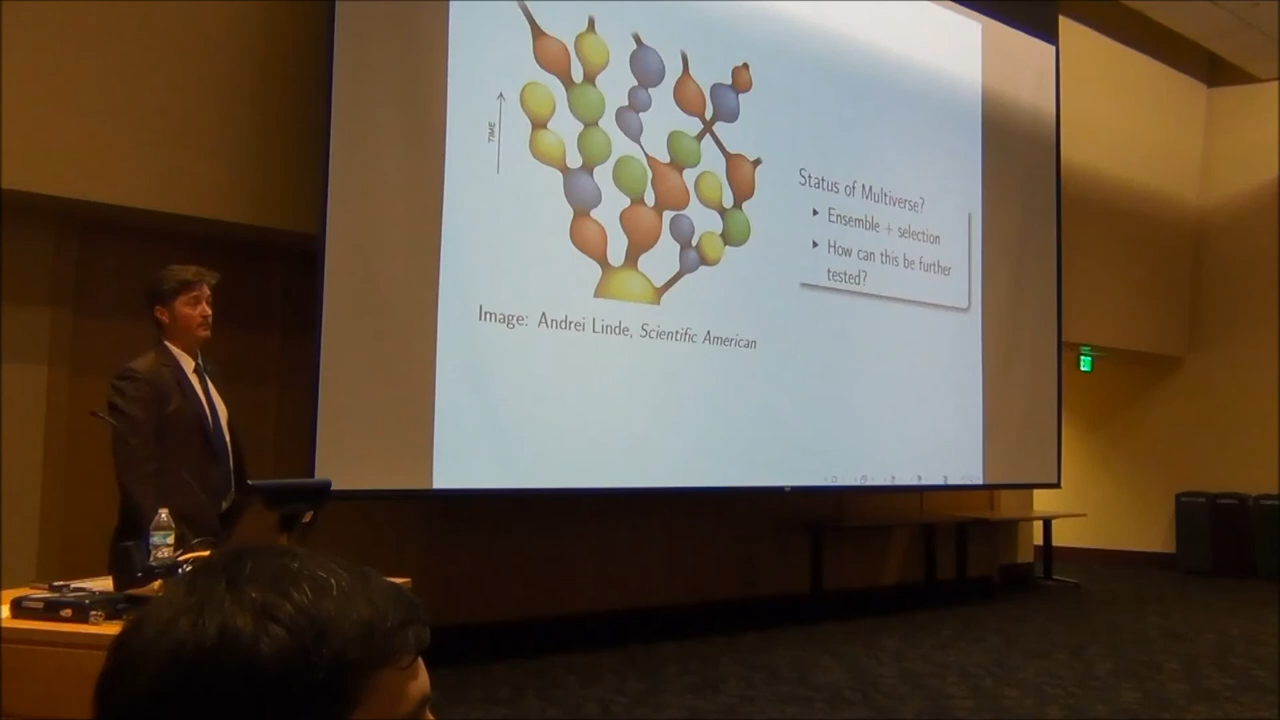 TIME
Status of Multiverse?
Ensemble + selection
How can this be further
tested?
Image: Andrei Linde, Scientific American